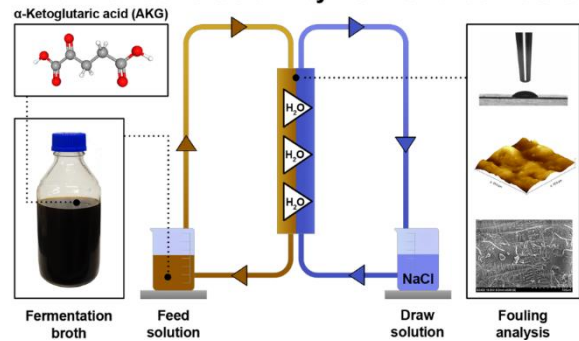 α-Ketoglutaric acid (AKG)
H₂O
H₂O
H₂O
NaCl
Fermentation
broth
Feed
solution
Draw
solution
Fouling
analysis